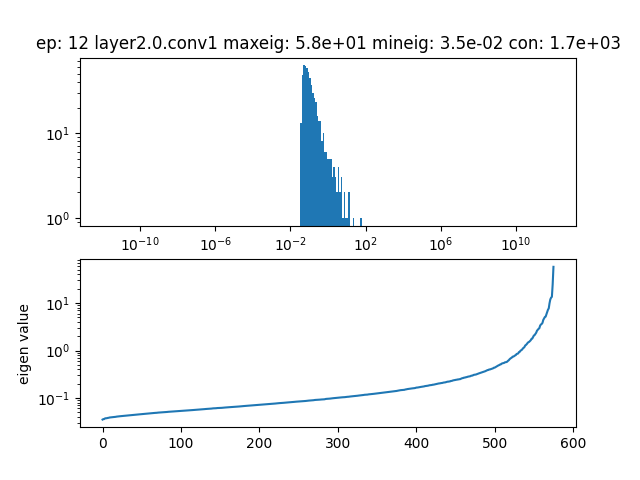 ep: 12 layer2.0.conv1 maxeig: 5.8e+01 mineig: 3.5e-02 con: 1.7e+03
10¹
10⁰
10⁻¹⁰ 10⁻⁶ 10⁻² 10² 10⁶ 10¹⁰
eigen value
10¹
10⁰
10⁻¹
0 100 200 300 400 500 600